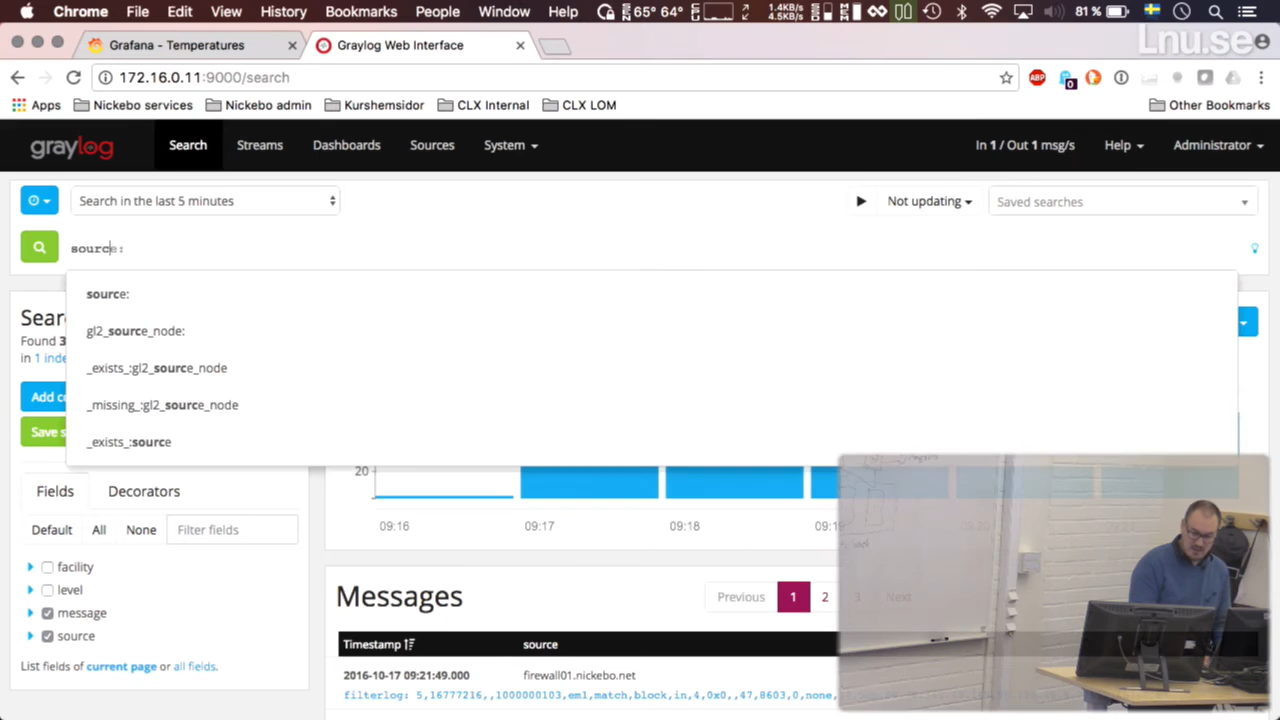 Chrome File Edit View History Bookmarks People Window Help 65° 64° 1.4KB/s 4.5KB/s 81 %
Grafana - Temperatures
Graylog Web Interface
Lnu.se
172.16.0.11:9000/search
ABP
0
Apps Nickebo services Nickebo admin Kurshemsidor CLX Internal CLX LOM Other Bookmarks
graylog Search Streams Dashboards Sources System In 1 / Out 1 msg/s Help Administrator
Search in the last 5 minutes Not updating Saved searches
source:
source:
gl2_source_node:
_exists_:gl2_source_node
_missing_:gl2_source_node
_exists_:source
Sear
Found 3
in 1 inde
Add c
Save s
20
09:16 09:17 09:18 09:19
Fields Decorators
Default All None Filter fields
facility
level
message
source
List fields of current page or all fields.
Messages
Previous 1 2 3 Next
Timestamp source
2016-10-17 09:21:49.000 firewall01.nickebo.net
filterlog: 5,16777216,,1000000103,em1,match,block,in,4,0x0,,47,8603,0,none,